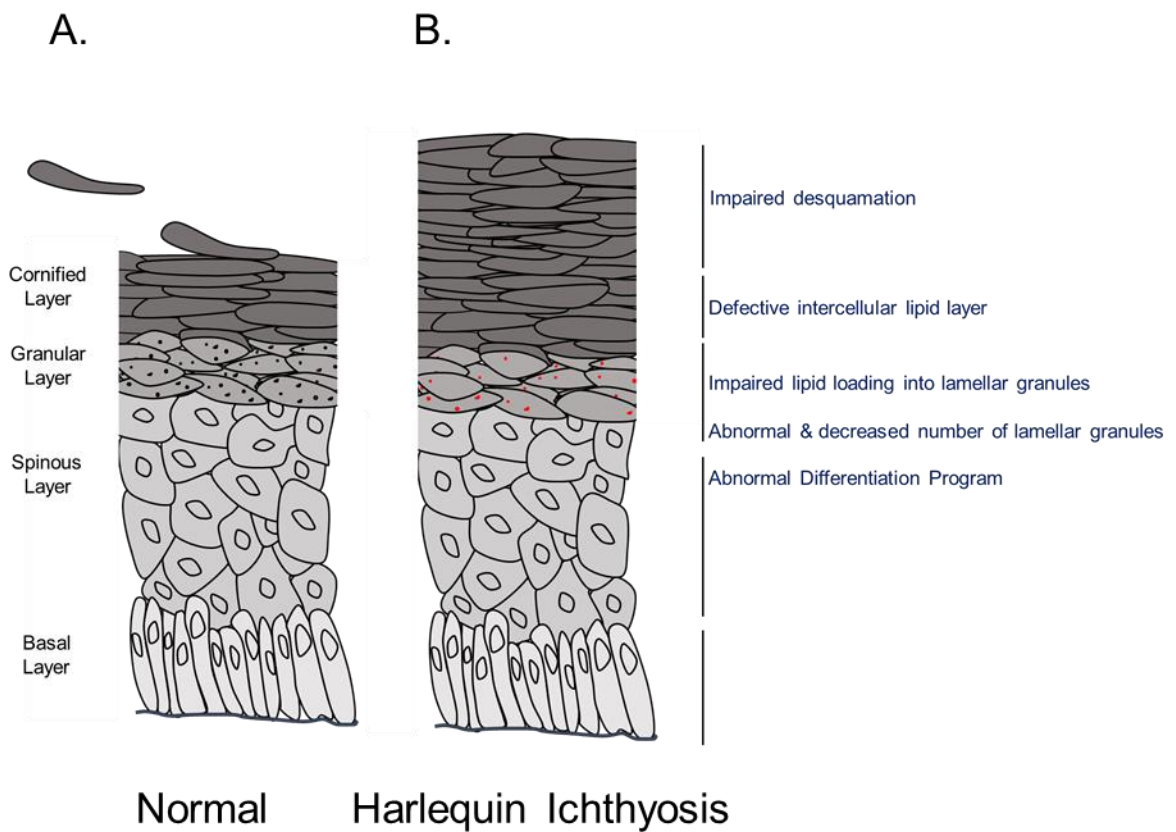 A.
B.
Cornified
Layer
Granular
Layer
Spinous
Layer
Basal
Layer
Impaired desquamation
Defective intercellular lipid layer
Impaired lipid loading into lamellar granules
Abnormal & decreased number of lamellar granules
Abnormal Differentiation Program
Normal
Harlequin Ichthyosis